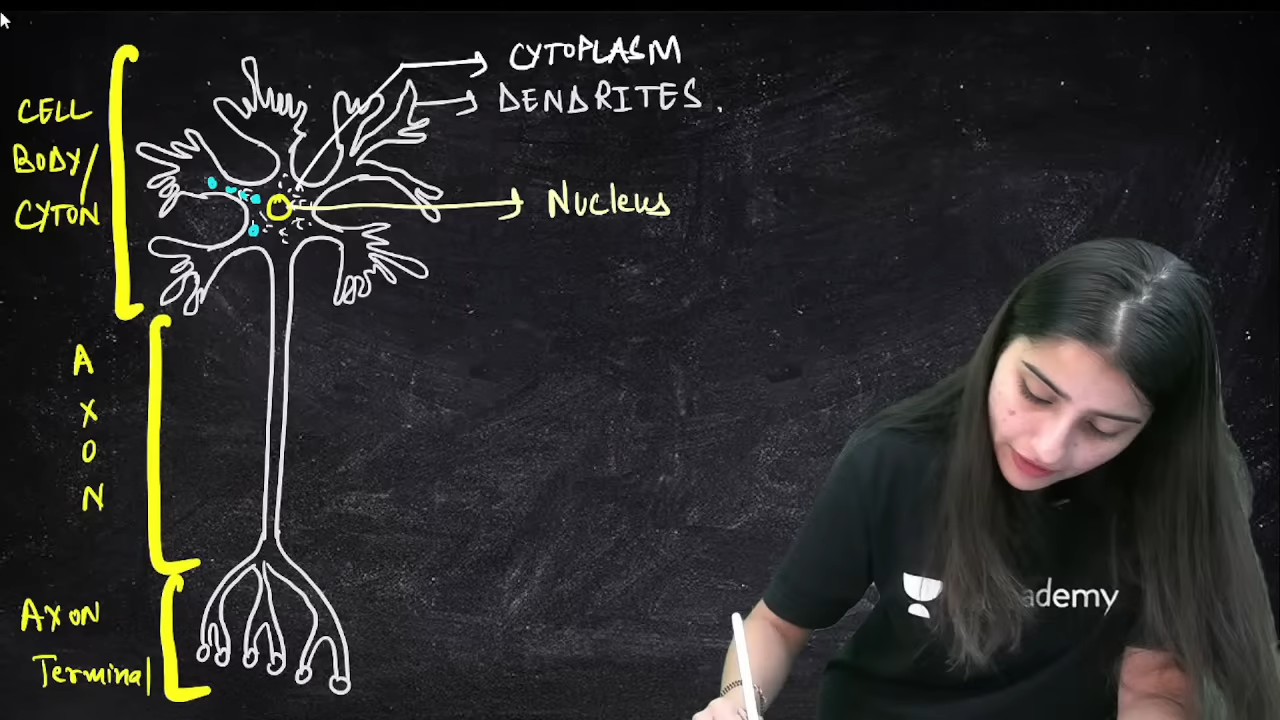 CYTOPLASM
DENDRITES.
CELL
BODY/
CYTON
Nucleus
A
X
O
N
AXON
Terminal
ademy